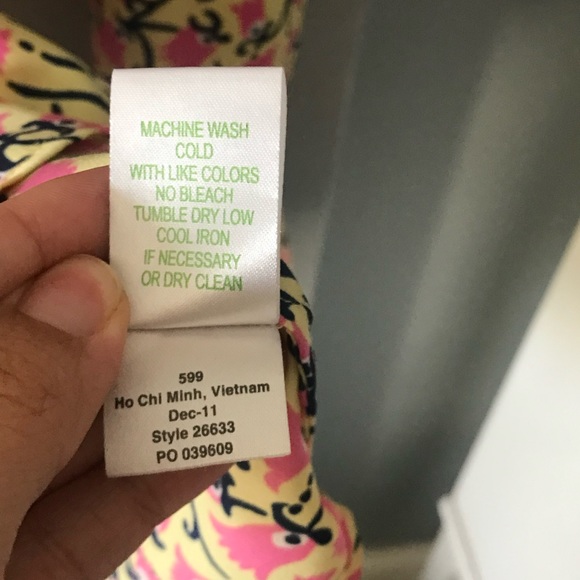 MACHINE WASH
COLD
WITH LIKE COLORS
NO BLEACH
TUMBLE DRY LOW
COOL IRON
IF NECESSARY
OR DRY CLEAN
599
Ho Chi Minh, Vietnam
Dec-11
Style 26633
PO 039609